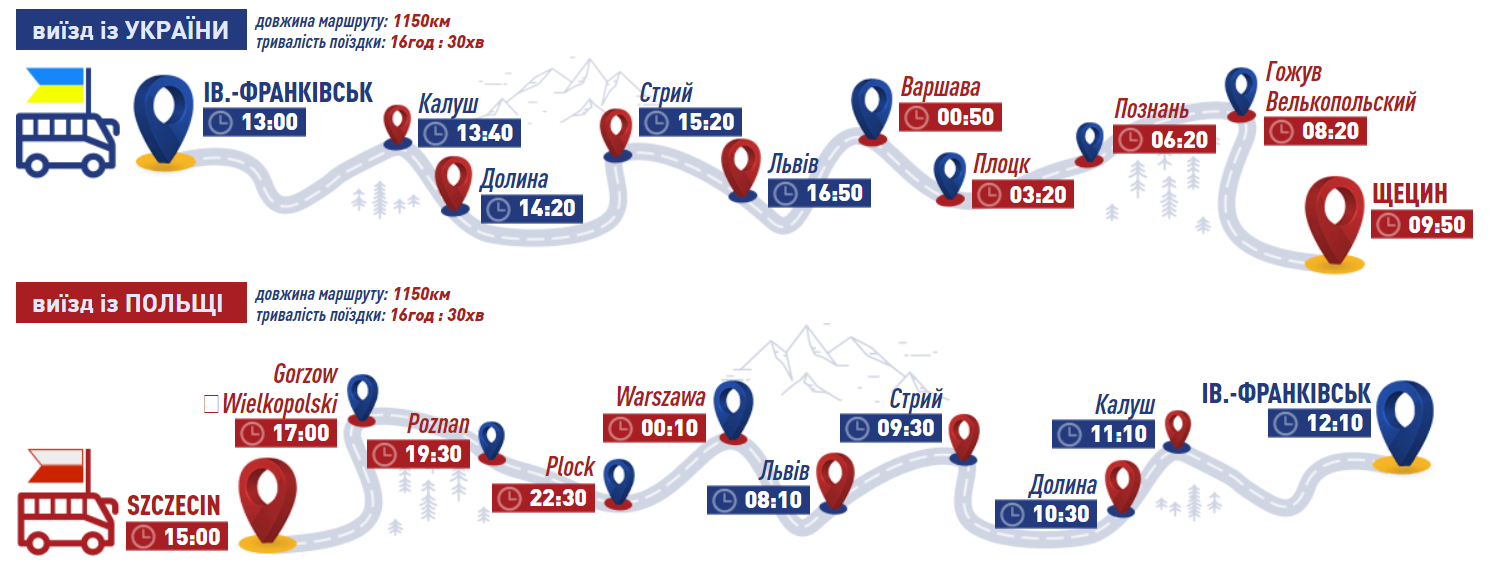 виїзд із УКРАЇНИ
довжина маршруту: 1150км
тривалість поїздки: 16год : 30хв
ІВ.-ФРАНКІВСЬК
13:00
Калуш
13:40
Долина
14:20
Стрий
15:20
Львів
16:50
Варшава
00:50
Плоцк
03:20
Познань
06:20
Гожув
Велькопольский
08:20
ЩЕЦИН
09:50
виїзд із ПОЛЬЩІ
довжина маршруту: 1150км
тривалість поїздки: 16год : 30хв
SZCZECIN
15:00
Gorzow
Wielkopolski
17:00
Poznan
19:30
Plock
22:30
Warszawa
00:10
Львів
08:10
Стрий
09:30
Долина
10:30
Калуш
11:10
ІВ.-ФРАНКІВСЬК
12:10